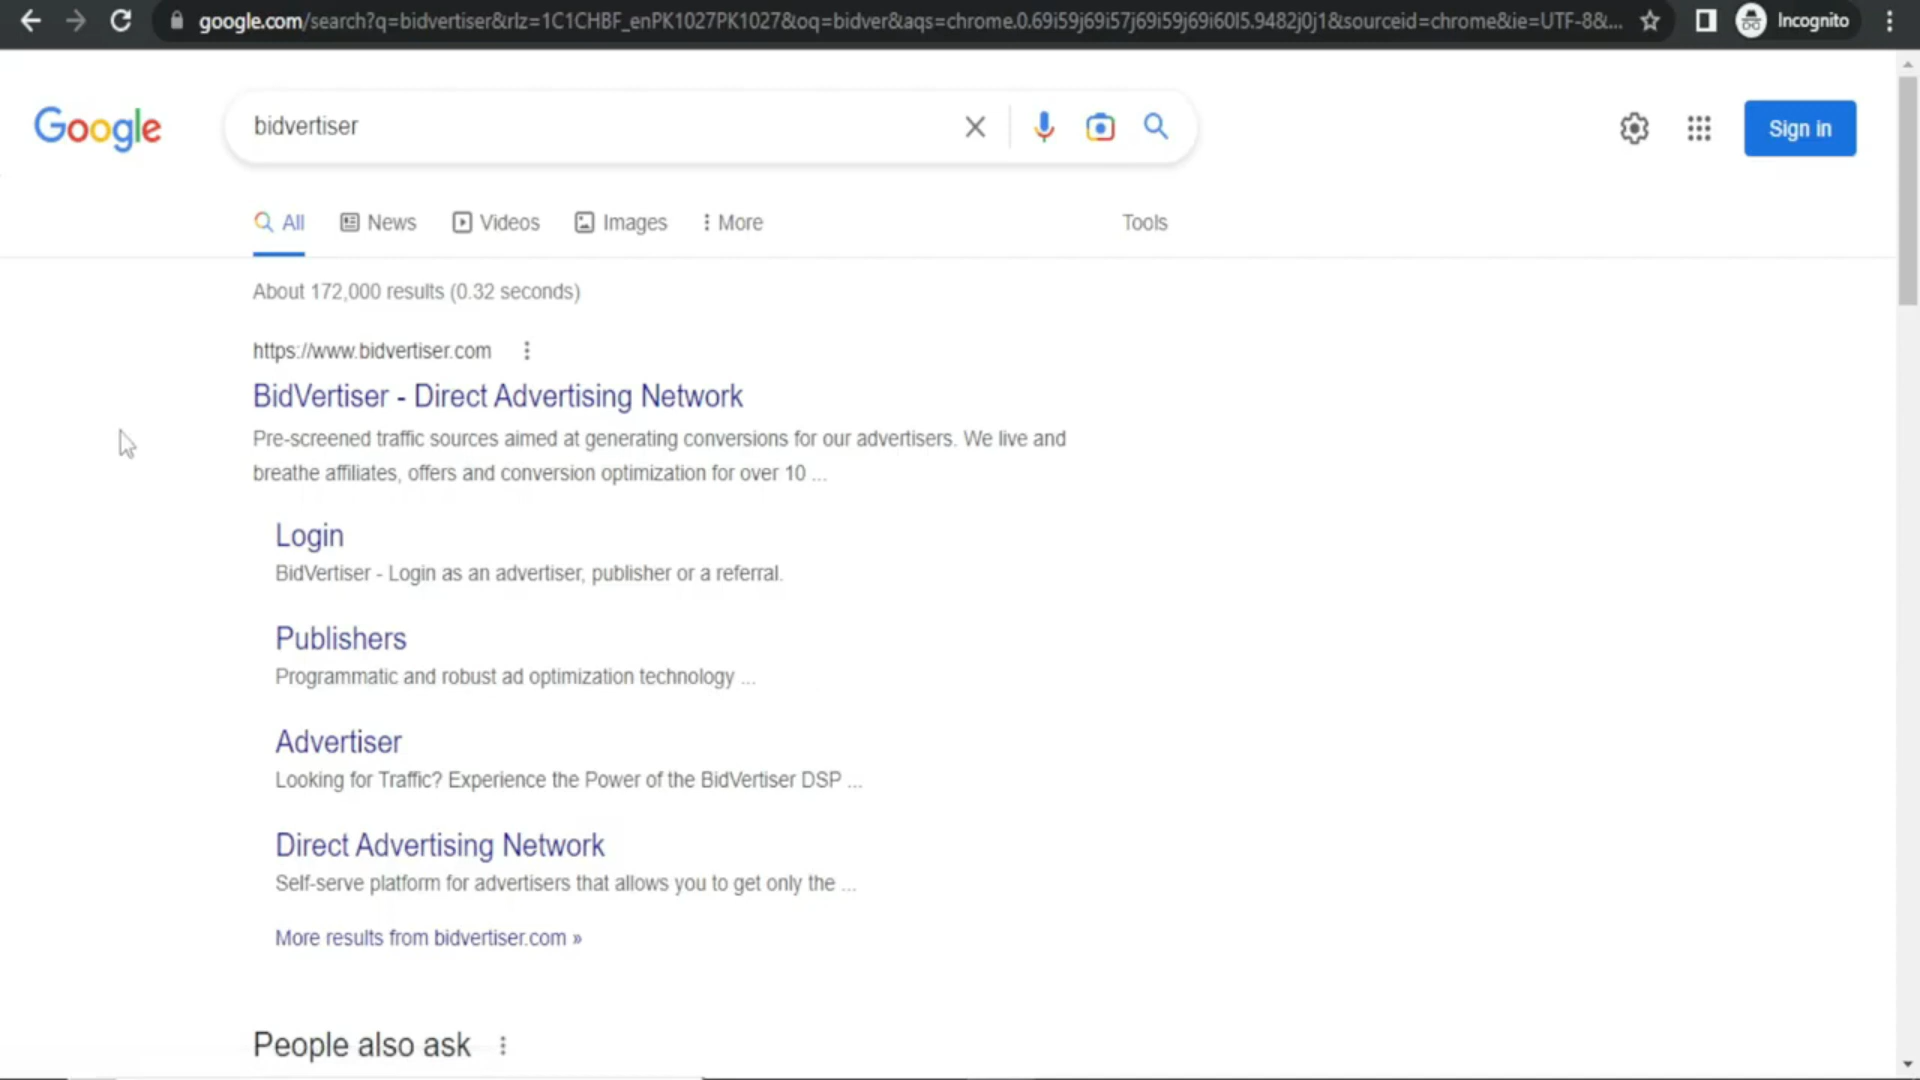 google.com/search?q=bidvertiser&rlz=1C1CHBF_enPK1027PK1027&oq=bidver&aqs=chrome.0.69i59j69i57j69i59j69i60l5.9482j0j1&sourceid=chrome&ie=UTF-8&...
Incognito
Google
bidvertiser
Sign in
All
News
Videos
Images
More
Tools
About 172,000 results (0.32 seconds)
https://www.bidvertiser.com
BidVertiser - Direct Advertising Network
Pre-screened traffic sources aimed at generating conversions for our advertisers. We live and
breathe affiliates, offers and conversion optimization for over 10 ...
Login
BidVertiser - Login as an advertiser, publisher or a referral.
Publishers
Programmatic and robust ad optimization technology ...
Advertiser
Looking for Traffic? Experience the Power of the BidVertiser DSP ...
Direct Advertising Network
Self-serve platform for advertisers that allows you to get only the ...
More results from bidvertiser.com »
People also ask